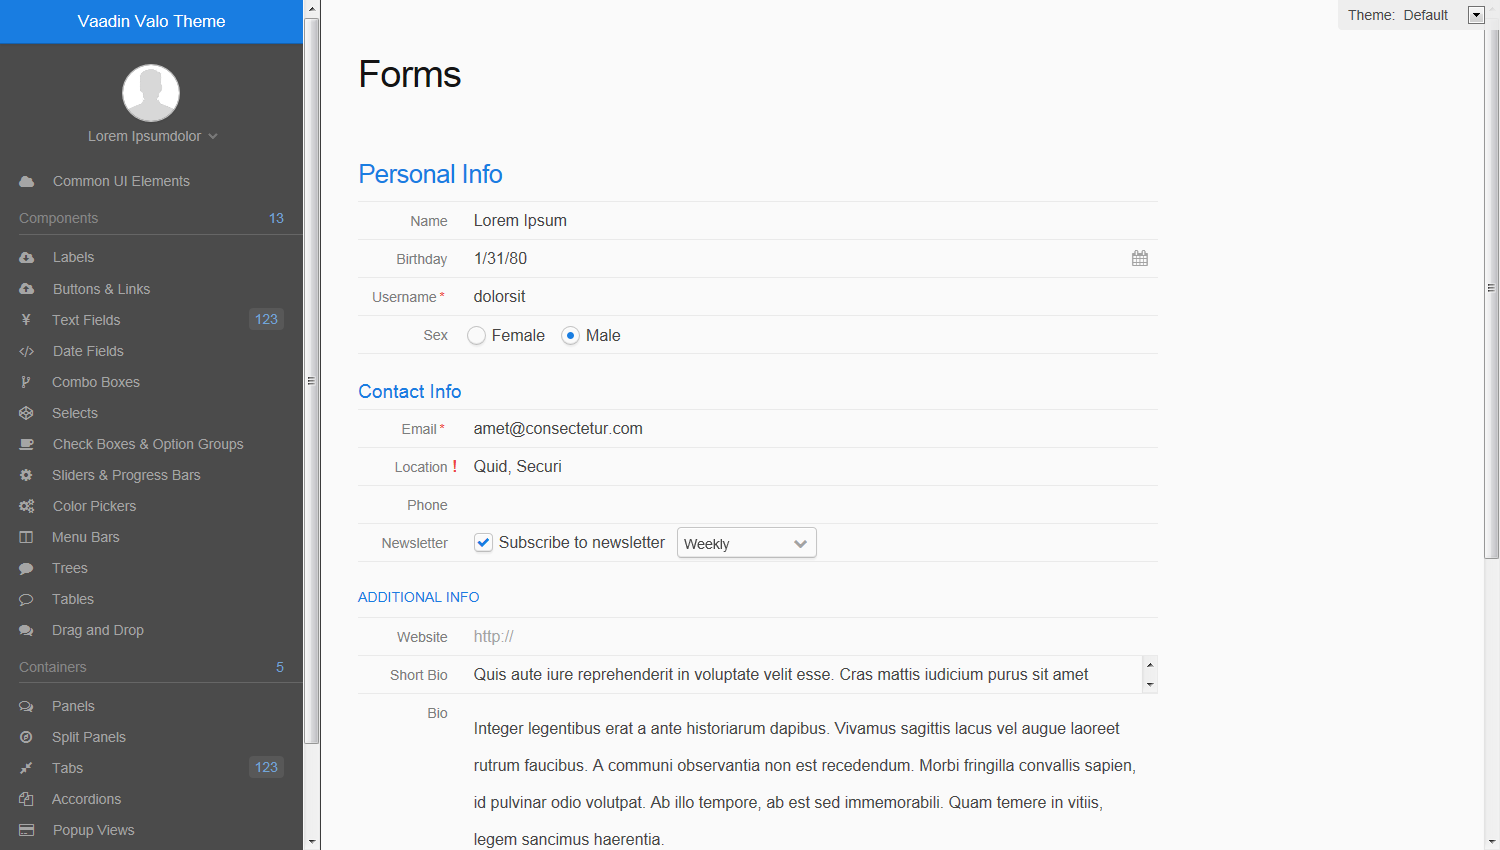 Vaadin Valo Theme
Lorem Ipsumdolor
Common UI Elements
Components 13
Labels
Buttons & Links
¥ Text Fields 123
</> Date Fields
Combo Boxes
Selects
Check Boxes & Option Groups
Sliders & Progress Bars
Color Pickers
Menu Bars
Trees
Tables
Drag and Drop
Containers 5
Panels
Split Panels
Tabs 123
Accordions
Popup Views
Theme: Default
Forms
Personal Info
Name Lorem Ipsum
Birthday 1/31/80
Username * dolorsit
Sex Female Male
Contact Info
Email * amet@consectetur.com
Location ! Quid, Securi
Phone
Newsletter Subscribe to newsletter Weekly
ADDITIONAL INFO
Website http://
Short Bio Quis aute iure reprehenderit in voluptate velit esse. Cras mattis iudicium purus sit amet
Bio
Integer legentibus erat a ante historiarum dapibus. Vivamus sagittis lacus vel augue laoreet
rutrum faucibus. A communi observantia non est recedendum. Morbi fringilla convallis sapien,
id pulvinar odio volutpat. Ab illo tempore, ab est sed immemorabili. Quam temere in vitiis,
legem sancimus haerentia.